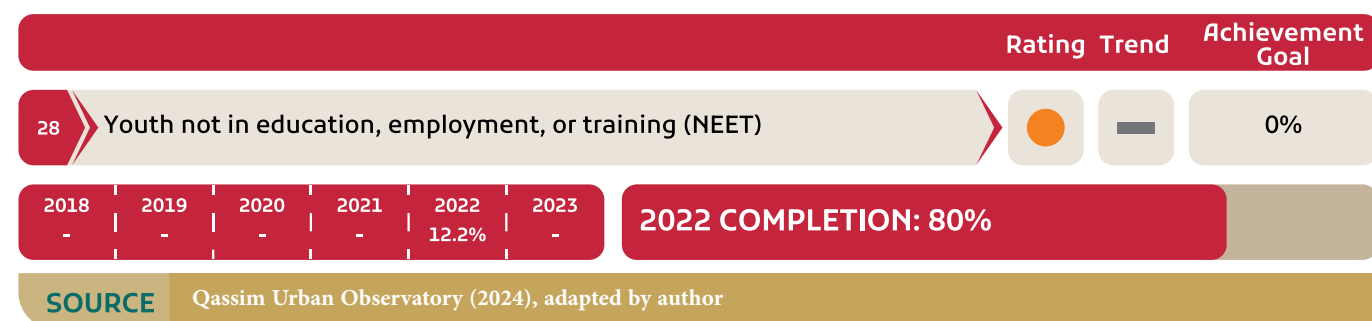 Rating Trend Achievement
Goal
28 Youth not in education, employment, or training (NEET) 0%
2018 2019 2020 2021 2022 2023
- - - - 12.2% -
2022 COMPLETION: 80%
SOURCE Qassim Urban Observatory (2024), adapted by author